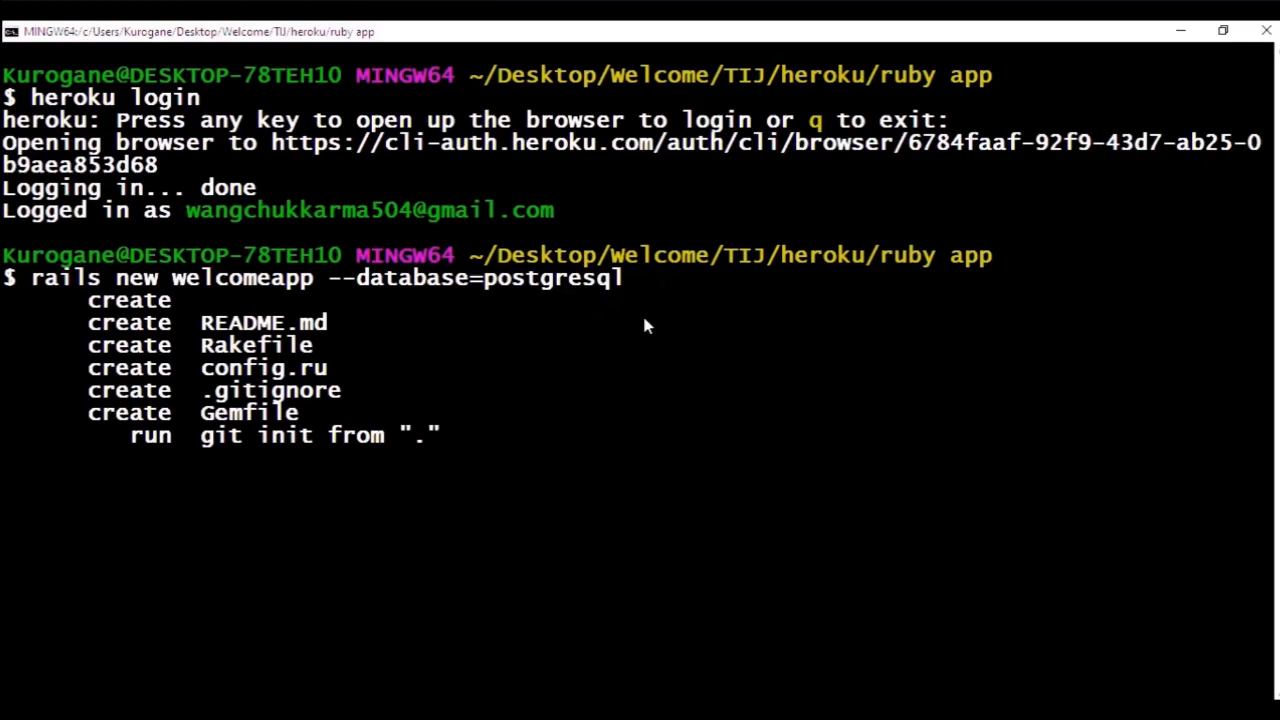 MINGW64:/c/Users/Kurogane/Desktop/Welcome/TIJ/heroku/ruby app
Kurogane@DESKTOP-78TEH10 MINGW64 ~/Desktop/Welcome/TIJ/heroku/ruby app
$ heroku login
heroku: Press any key to open up the browser to login or q to exit:
Opening browser to https://cli-auth.heroku.com/auth/cli/browser/6784faaf-92f9-43d7-ab25-0
b9aea853d68
Logging in... done
Logged in as wangchukkarma504@gmail.com
Kurogane@DESKTOP-78TEH10 MINGW64 ~/Desktop/Welcome/TIJ/heroku/ruby app
$ rails new welcomeapp --database=postgresql
create
create README.md
create Rakefile
create config.ru
create .gitignore
create Gemfile
run git init from "."